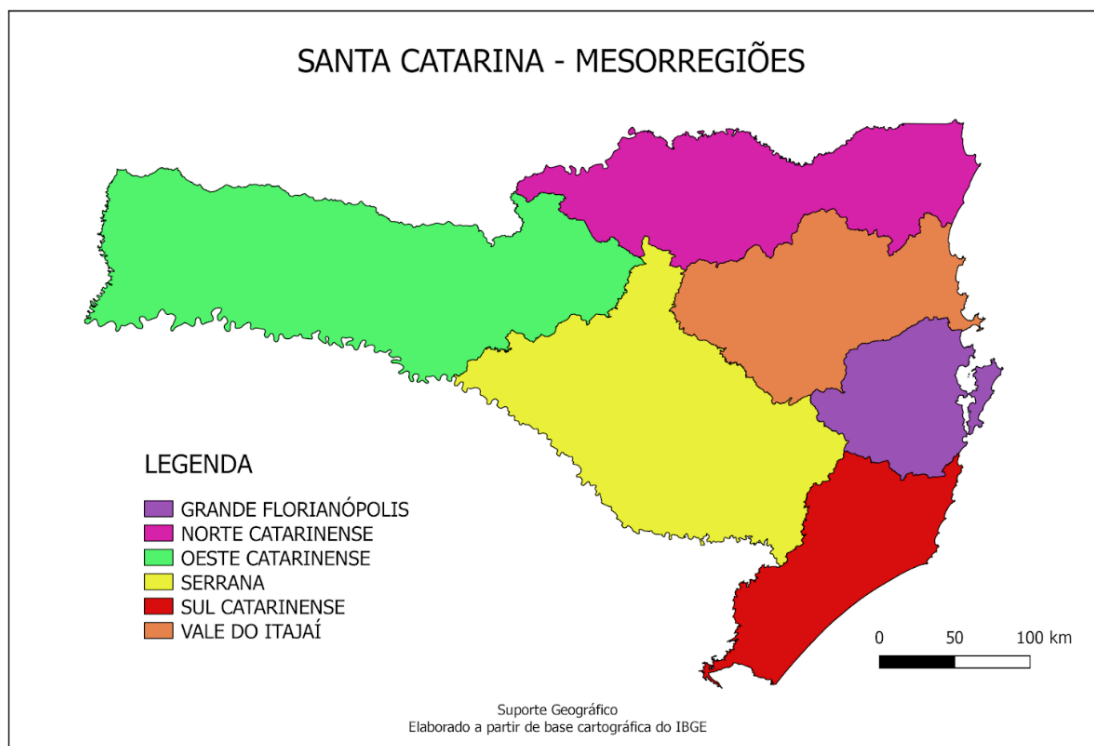 SANTA CATARINA - MESORREGIÕES
LEGENDA
GRANDE FLORIANÓPOLIS
NORTE CATARINENSE
OESTE CATARINENSE
SERRANA
SUL CATARINENSE
VALE DO ITAJAÍ
0 50 100 km
Suporte Geográfico
Elaborado a partir de base cartográfica do IBGE